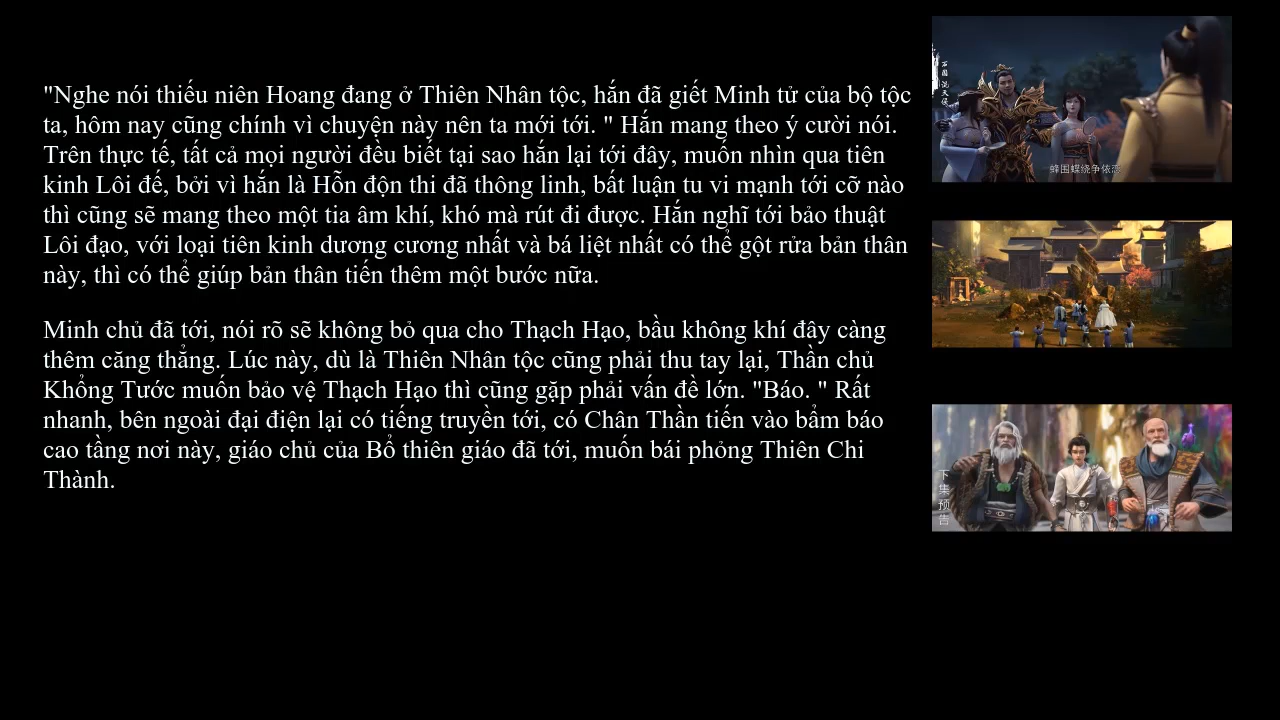 "Nghe nói thiếu niên Hoang đang ở Thiên Nhân tộc, hắn đã giết Minh tử của bộ tộc
ta, hôm nay cũng chính vì chuyện này nên ta mới tới. " Hắn mang theo ý cười nói.
Trên thực tế, tất cả mọi người đều biết tại sao hắn lại tới đây, muốn nhìn qua tiên
kinh Lôi đế, bởi vì hắn là Hỗn độn thi đã thông linh, bất luận tu vi mạnh tới cỡ nào
thì cũng sẽ mang theo một tia âm khí, khó mà rút đi được. Hắn nghĩ tới bảo thuật
Lôi đạo, với loại tiên kinh dương cương nhất và bá liệt nhất có thể gột rửa bản thân
này, thì có thể giúp bản thân tiến thêm một bước nữa.
Minh chủ đã tới, nói rõ sẽ không bỏ qua cho Thạch Hạo, bầu không khí đây càng
thêm căng thẳng. Lúc này, dù là Thiên Nhân tộc cũng phải thu tay lại, Thần chủ
Khổng Tước muốn bảo vệ Thạch Hạo thì cũng gặp phải vấn đề lớn. "Báo. " Rất
nhanh, bên ngoài đại điện lại có tiếng truyền tới, có Chân Thần tiến vào bẩm báo
cao tầng nơi này, giáo chủ của Bổ thiên giáo đã tới, muốn bái phỏng Thiên Chi
Thành.
蜂围蝶绕争依恋
下集预告